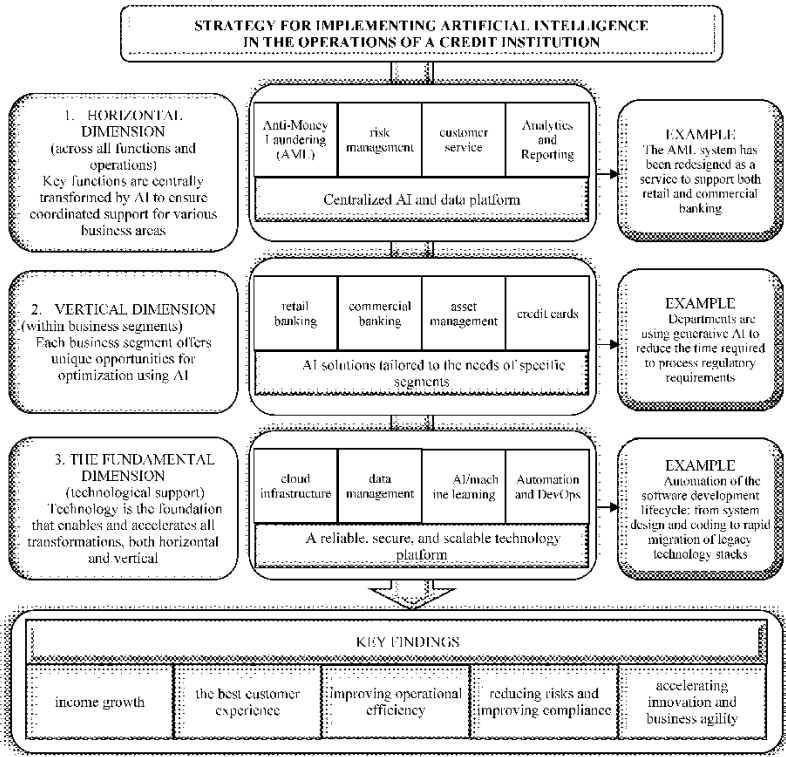 STRATEGY FOR IMPLEMENTING ARTIFICIAL INTELLIGENCE
IN THE OPERATIONS OF A CREDIT INSTITUTION
1. HORIZONTAL
DIMENSION
(across all functions and
operations)
Key functions are centrally
transformed by AI to ensure
coordinated support for various
business areas
Anti-Money
Laundering
(AML)
risk
management
customer
service
Analytics
and
Reporting
Centralized AI and data platform
EXAMPLE
The AML system has
been redesigned as a
service to support both
retail and commercial
banking
2. VERTICAL DIMENSION
(within business segments)
Each business segment offers
unique opportunities for
optimization using AI
retail
banking
commercial
banking
asset
management
credit cards
AI solutions tailored to the needs of specific
segments
EXAMPLE
Departments are
using generative AI to
reduce the time required
to process regulatory
requirements
3. THE FUNDAMENTAL
DIMENSION
(technological support)
Technology is the foundation
that enables and accelerates all
transformations, both horizontal
and vertical
cloud
infrastructure
data
management
AI/mach
ine learning
Automation
and DevOps
A reliable, secure, and scalable technology
platform
EXAMPLE
Automation of the
software development
lifecycle: from system
design and coding to rapid
migration of legacy
technology stacks
KEY FINDINGS
income growth
the best customer
experience
improving operational
efficiency
reducing risks and
improving compliance
accelerating
innovation and
business agility